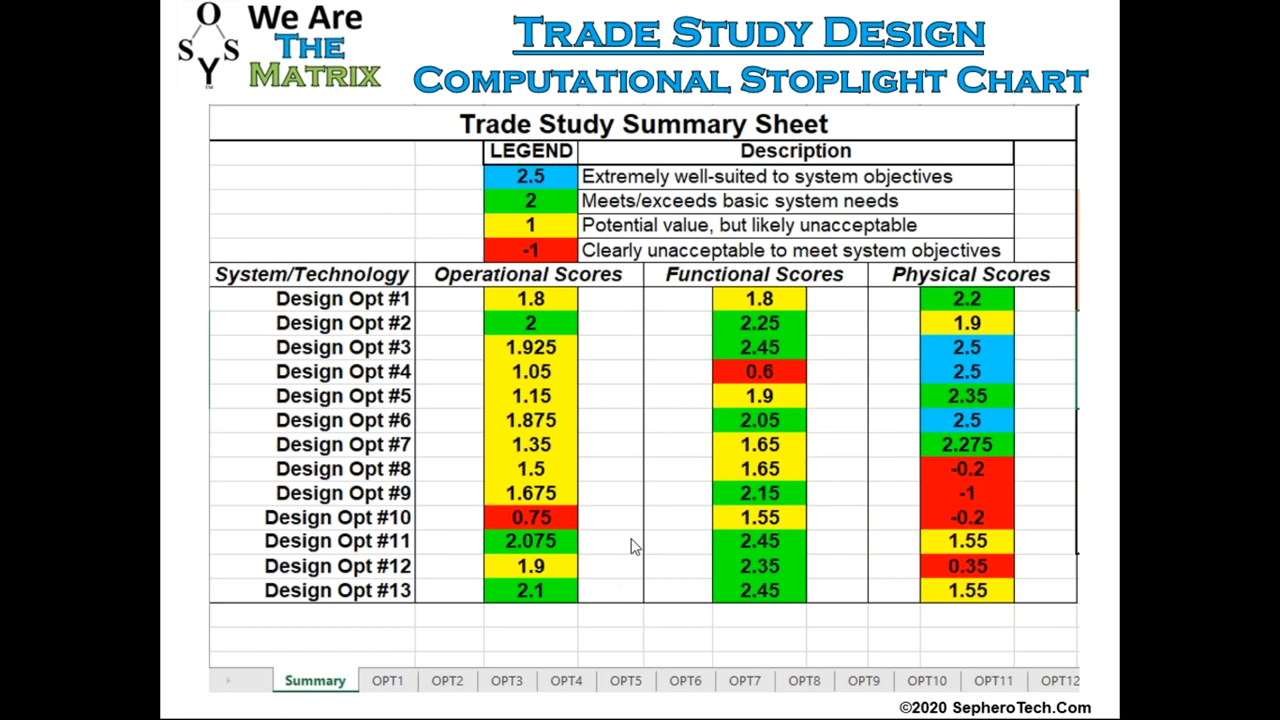 O
S S
Y
TM
We Are
THE
MATRIX
TRADE STUDY DESIGN
COMPUTATIONAL STOPLIGHT CHART
Trade Study Summary Sheet
LEGEND Description
2.5 Extremely well-suited to system objectives
2 Meets/exceeds basic system needs
1 Potential value, but likely unacceptable
-1 Clearly unacceptable to meet system objectives
System/Technology Operational Scores Functional Scores Physical Scores
Design Opt #1 1.8 1.8 2.2
Design Opt #2 2 2.25 1.9
Design Opt #3 1.925 2.45 2.5
Design Opt #4 1.05 0.6 2.5
Design Opt #5 1.15 1.9 2.35
Design Opt #6 1.875 2.05 2.5
Design Opt #7 1.35 1.65 2.275
Design Opt #8 1.5 1.65 -0.2
Design Opt #9 1.675 2.15 -1
Design Opt #10 0.75 1.55 -0.2
Design Opt #11 2.075 2.45 1.55
Design Opt #12 1.9 2.35 0.35
Design Opt #13 2.1 2.45 1.55
Summary OPT1 OPT2 OPT3 OPT4 OPT5 OPT6 OPT7 OPT8 OPT9 OPT10 OPT11 OPT12
©2020 SepheroTech.Com